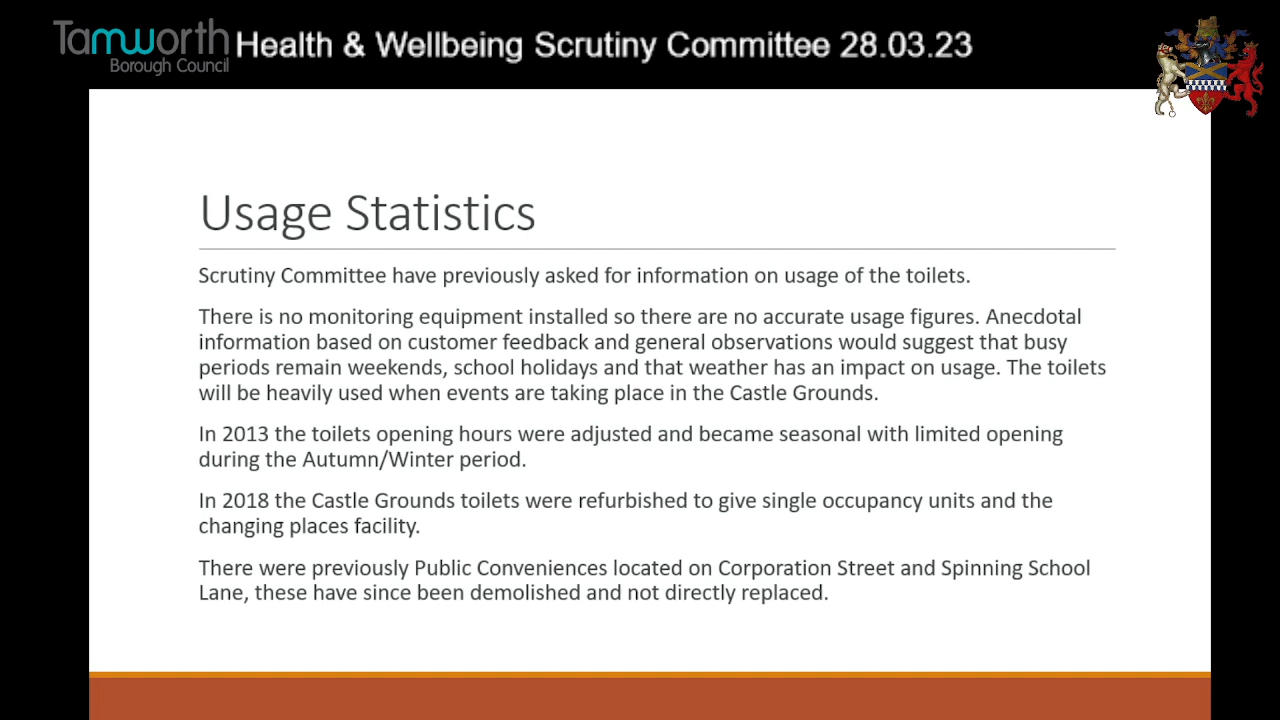 Tamworth
Borough Council
Health & Wellbeing Scrutiny Committee 28.03.23
Usage Statistics
Scrutiny Committee have previously asked for information on usage of the toilets.
There is no monitoring equipment installed so there are no accurate usage figures. Anecdotal
information based on customer feedback and general observations would suggest that busy
periods remain weekends, school holidays and that weather has an impact on usage. The toilets
will be heavily used when events are taking place in the Castle Grounds.
In 2013 the toilets opening hours were adjusted and became seasonal with limited opening
during the Autumn/Winter period.
In 2018 the Castle Grounds toilets were refurbished to give single occupancy units and the
changing places facility.
There were previously Public Conveniences located on Corporation Street and Spinning School
Lane, these have since been demolished and not directly replaced.